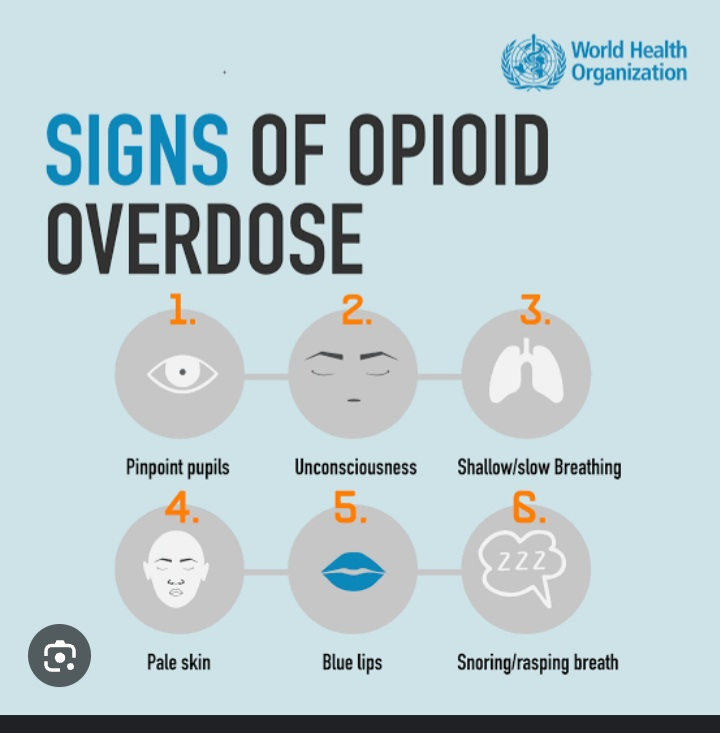 World Health
Organization
SIGNS OF OPIOID
OVERDOSE
1. 2. 3.
Pinpoint pupils Unconsciousness Shallow/slow Breathing
4. 5. 6.
ZZZ
Pale skin Blue lips Snoring/rasping breath